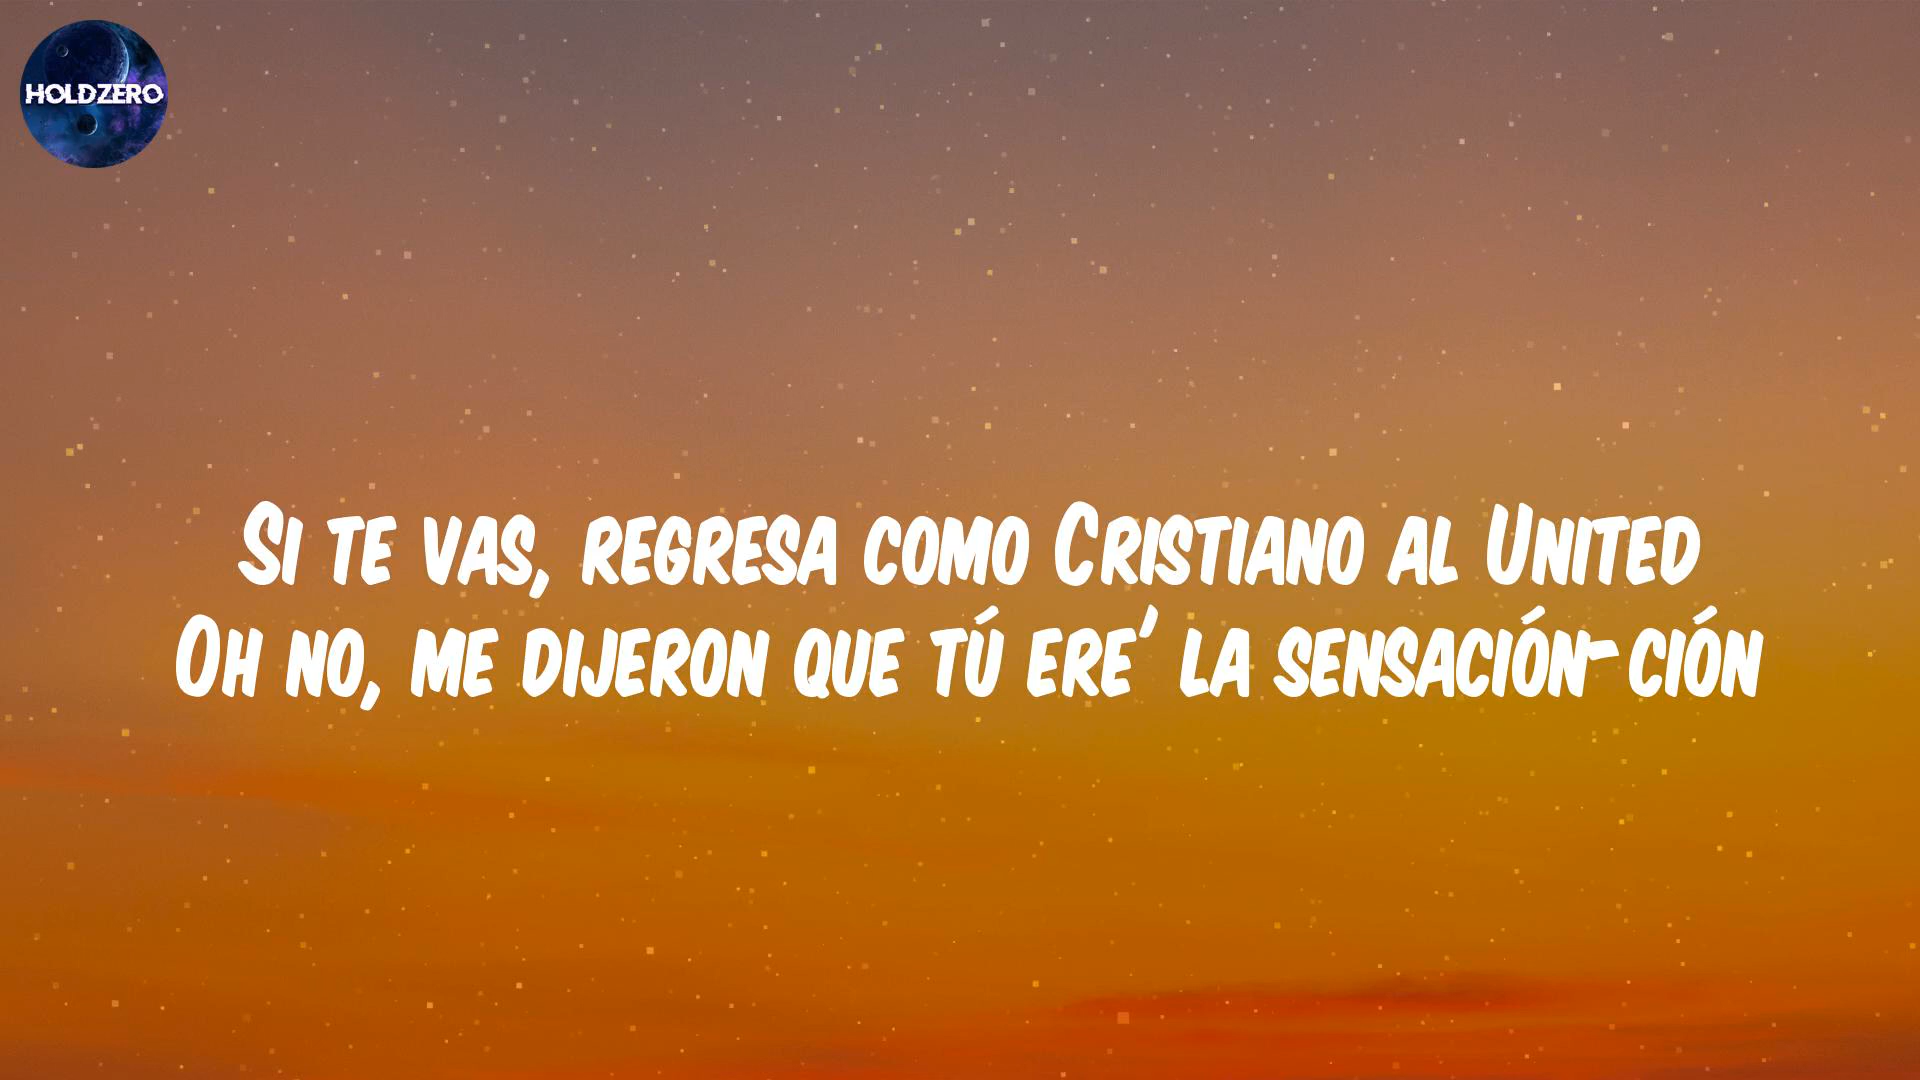 HOLDZERO
Si te vas, regresa como Cristiano al United
Oh no, me dijeron que tú ere' la sensación-ción